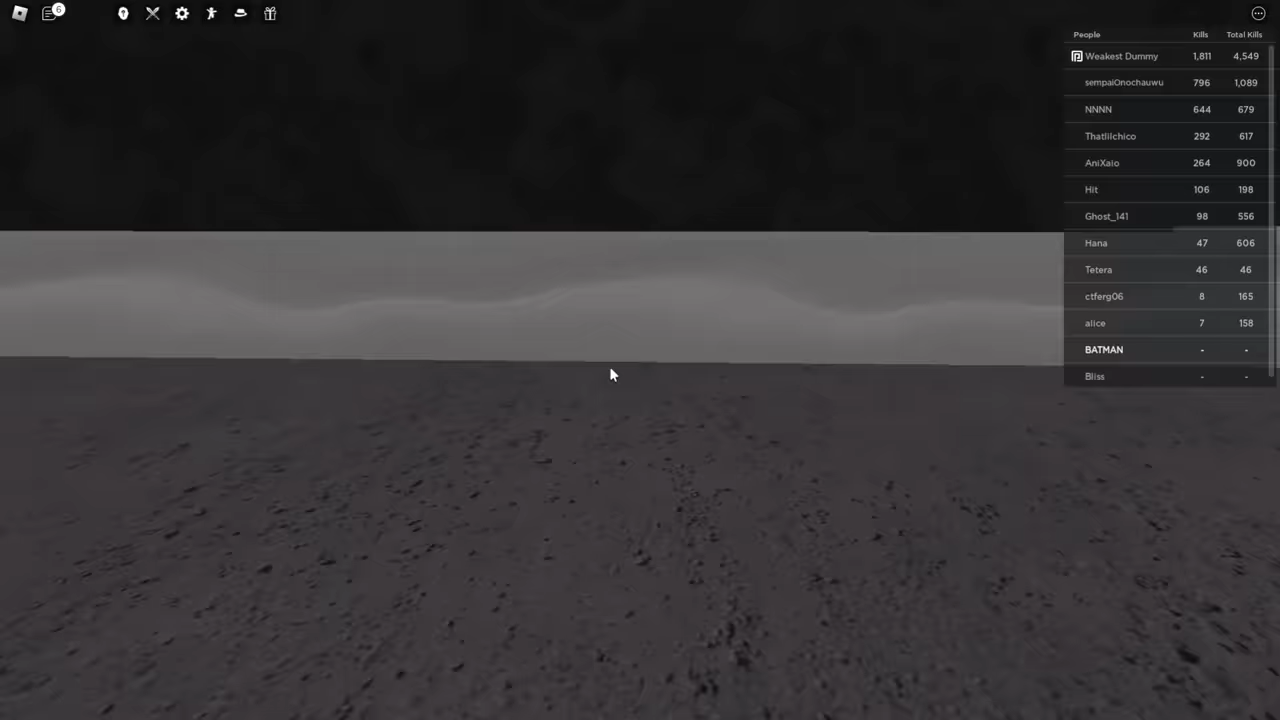 6
People Kills Total Kills
Weakest Dummy 1,811 4,549
sempaiOnochauwu 796 1,089
NNNN 644 679
Thatlilchico 292 617
AniXaio 264 900
Hit 106 198
Ghost_141 98 556
Hana 47 606
Tetera 46 46
ctferg06 8 165
alice 7 158
BATMAN - -
Bliss - -